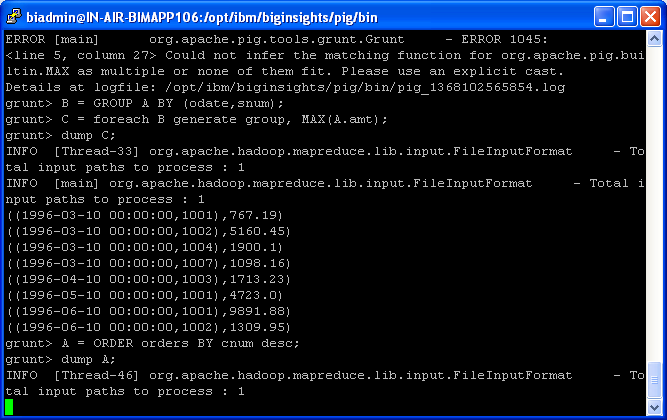 biadmin@IN-AIR-BIMAPP106:/opt/ibm/biginsights/pig/bin
ERROR [main]     org.apache.pig.tools.grunt.Grunt     - ERROR 1045:
<line 5, column 27> Could not infer the matching function for org.apache.pig.bui
ltin.MAX as multiple or none of them fit. Please use an explicit cast.
Details at logfile: /opt/ibm/biginsights/pig/bin/pig_1368102565854.log
grunt> B = GROUP A BY (odate,snum);
grunt> C = foreach B generate group, MAX(A.amt);
grunt> dump C;
INFO  [Thread-33] org.apache.hadoop.mapreduce.lib.input.FileInputFormat     - To
tal input paths to process : 1
INFO  [main] org.apache.hadoop.mapreduce.lib.input.FileInputFormat     - Total i
nput paths to process : 1
((1996-03-10 00:00:00,1001),767.19)
((1996-03-10 00:00:00,1002),5160.45)
((1996-03-10 00:00:00,1004),1900.1)
((1996-03-10 00:00:00,1007),1098.16)
((1996-04-10 00:00:00,1003),1713.23)
((1996-05-10 00:00:00,1001),4723.0)
((1996-06-10 00:00:00,1001),9891.88)
((1996-06-10 00:00:00,1002),1309.95)
grunt> A = ORDER orders BY cnum desc;
grunt> dump A;
INFO  [Thread-46] org.apache.hadoop.mapreduce.lib.input.FileInputFormat     - To
tal input paths to process : 1